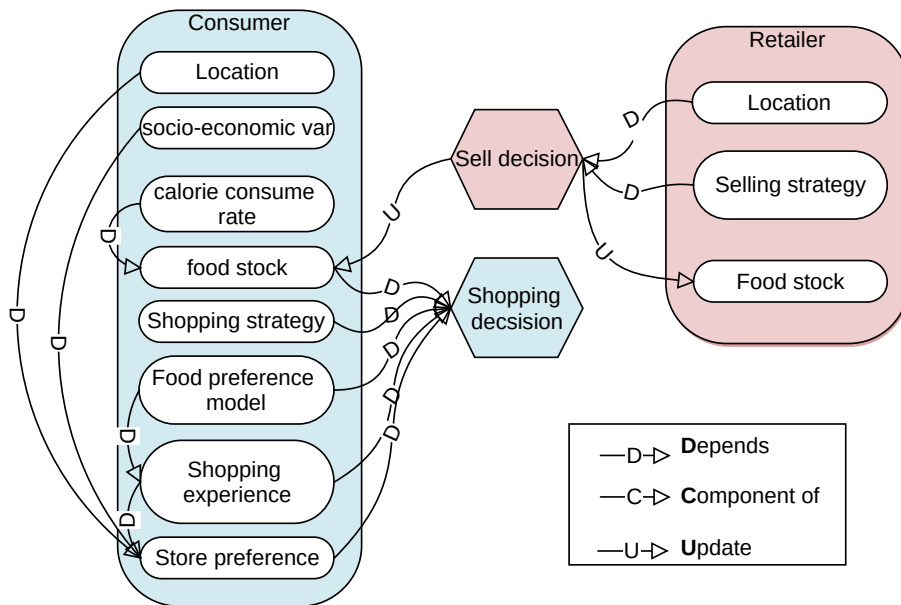 Consumer
Location
socio-economic var
calorie consume
rate
food stock
Shopping strategy
Food preference
model
Shopping
experience
Store preference
D
D
D
D
D
U
D
D
D
D
D
Sell decision
Shopping
decsision
D
D
U
Retailer
Location
Selling strategy
Food stock
D Depends
C Component of
U Update